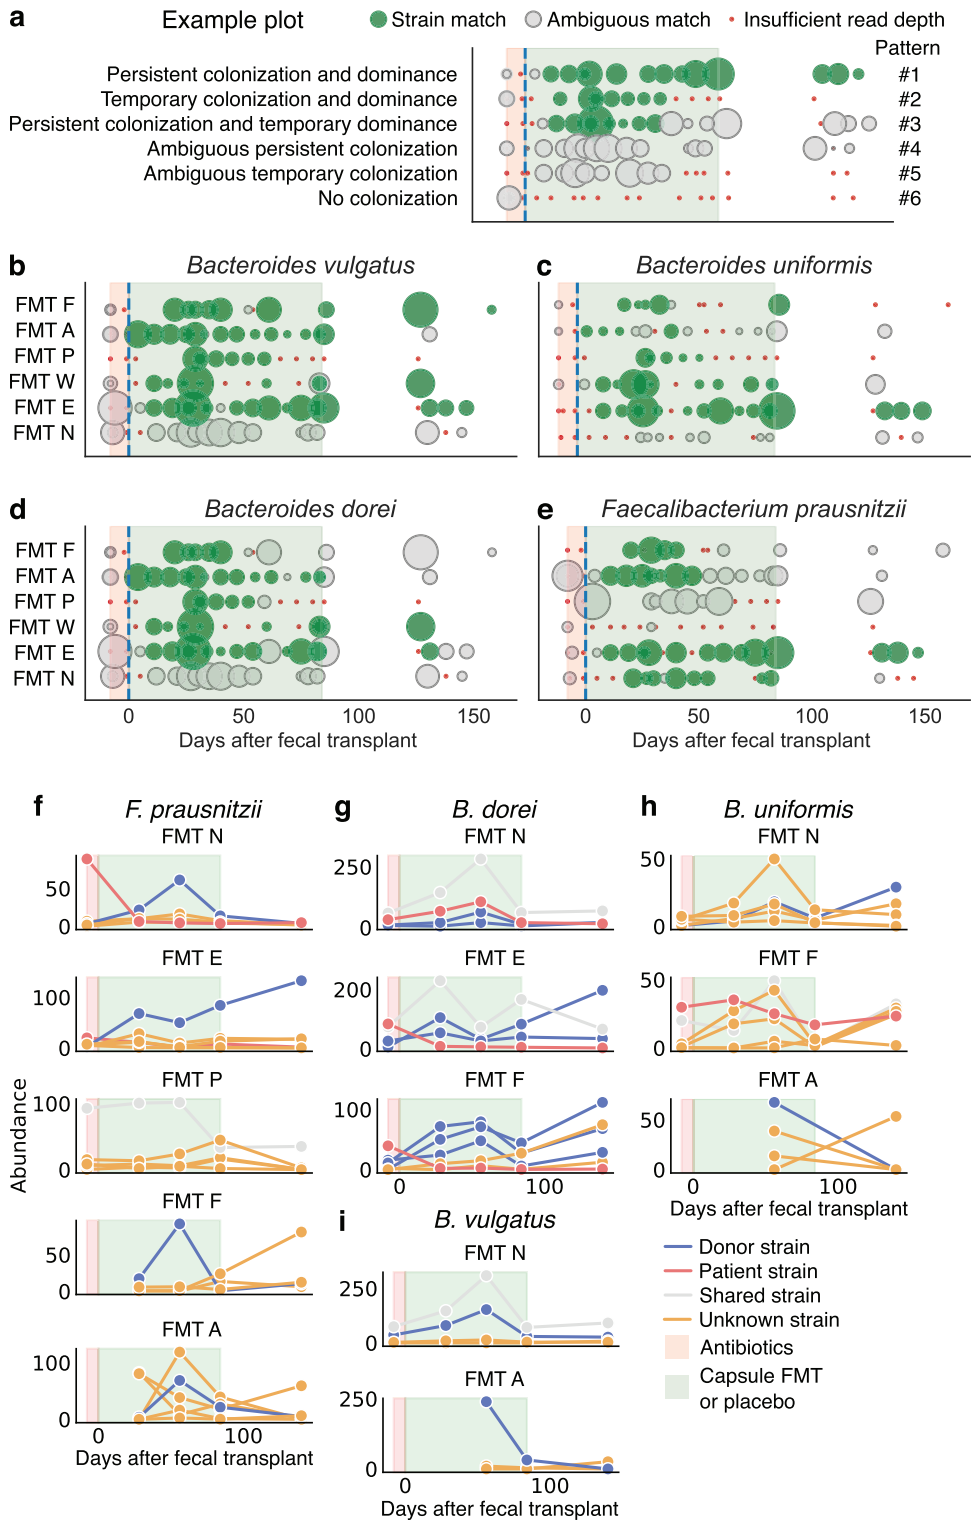 a
Example plot
Strain match
Ambiguous match
Insufficient read depth
Pattern
Persistent colonization and dominance
#1
Temporary colonization and dominance
#2
Persistent colonization and temporary dominance
#3
Ambiguous persistent colonization
#4
Ambiguous temporary colonization
#5
No colonization
#6
b
Bacteroides vulgatus
FMT F
FMT A
FMT P
FMT W
FMT E
FMT N
c
Bacteroides uniformis
d
Bacteroides dorei
FMT F
FMT A
FMT P
FMT W
FMT E
FMT N
0 50 100 150
Days after fecal transplant
e
Faecalibacterium prausnitzii
0 50 100 150
Days after fecal transplant
Abundance
f
F. prausnitzii
FMT N
50
0
FMT E
100
0
FMT P
100
0
FMT F
50
0
FMT A
100
0
0 100
Days after fecal transplant
g
B. dorei
FMT N
250
0
FMT E
200
0
FMT F
100
0
0 100
h
B. uniformis
FMT N
50
0
FMT F
50
0
FMT A
50
0
0 100
Days after fecal transplant
i
B. vulgatus
FMT N
250
0
FMT A
250
0
0 100
Days after fecal transplant
Donor strain
Patient strain
Shared strain
Unknown strain
Antibiotics
Capsule FMT
or placebo